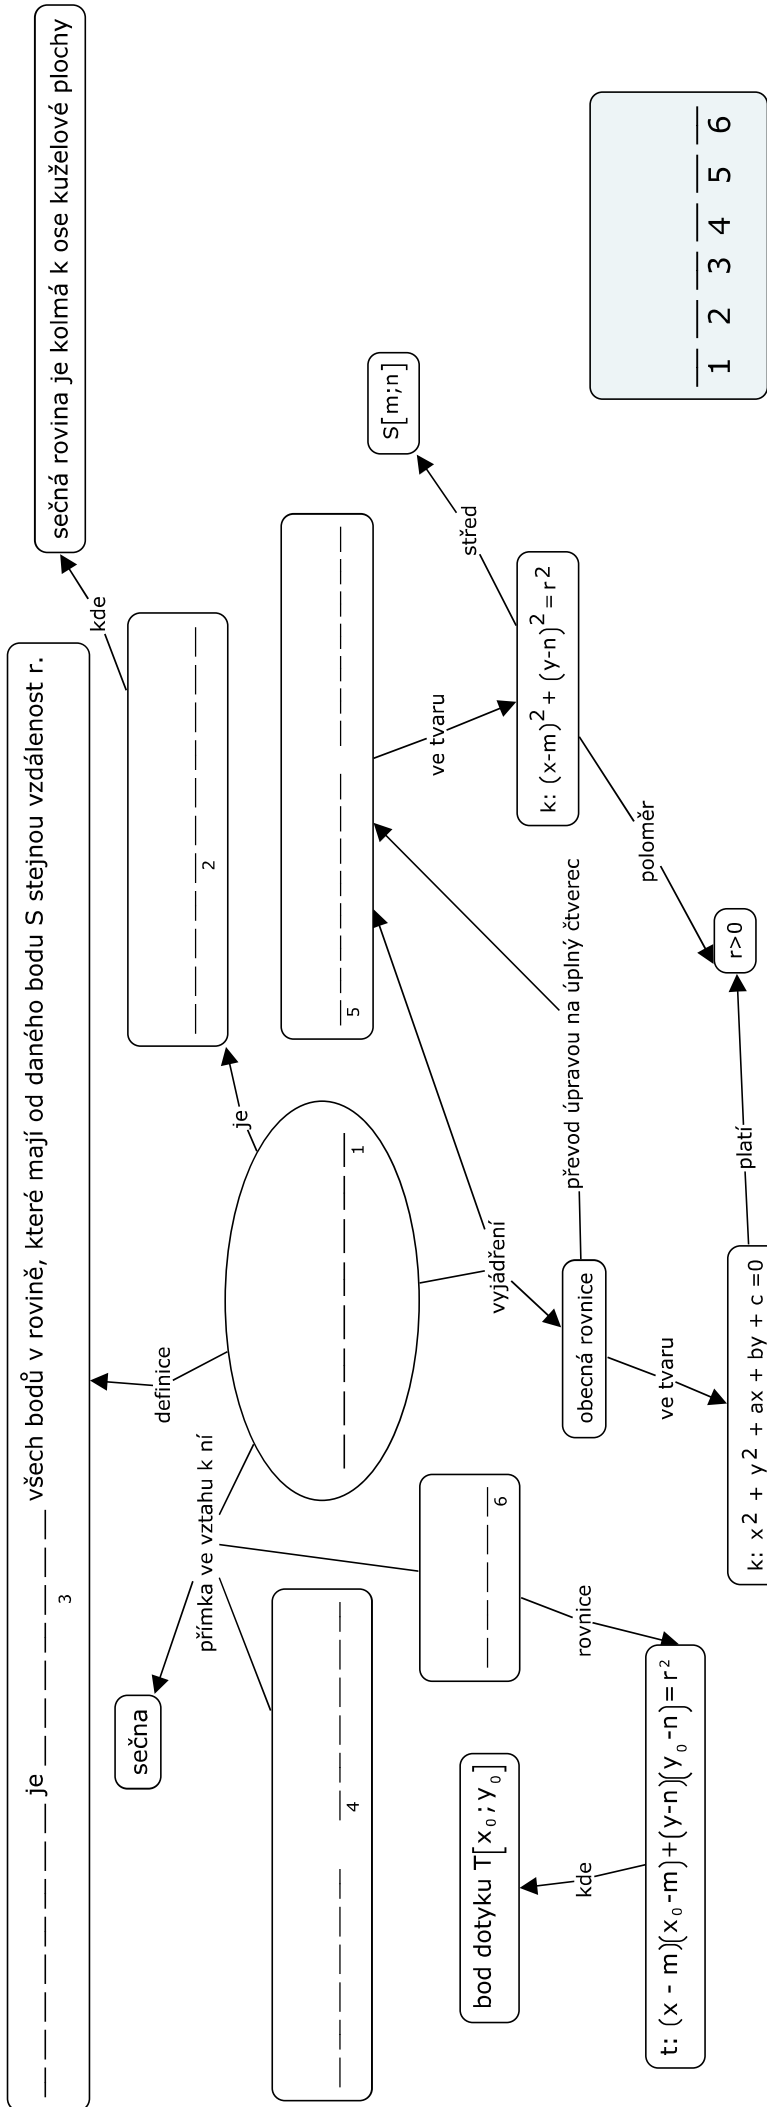 je
všech bodů v rovině, které mají od daného bodu S stejnou vzdálenost r.
3
sečná rovina je kolmá k ose kuželové plochy
kde
2
je
definice
přímka ve vztahu k ní
sečna
1
4
5
ve tvaru
střed
S[m;n]
k: (x-m)² + (y-n)² = r²
poloměr
r>0
vyjádření
převod úpravou na úplný čtverec
obecná rovnice
ve tvaru
platí
k: x² + y² + ax + by + c =0
6
rovnice
bod dotyku T[x₀;y₀]
kde
t: (x - m)(x₀-m)+(y-n)(y₀-n)=r²
1 2 3 4 5 6